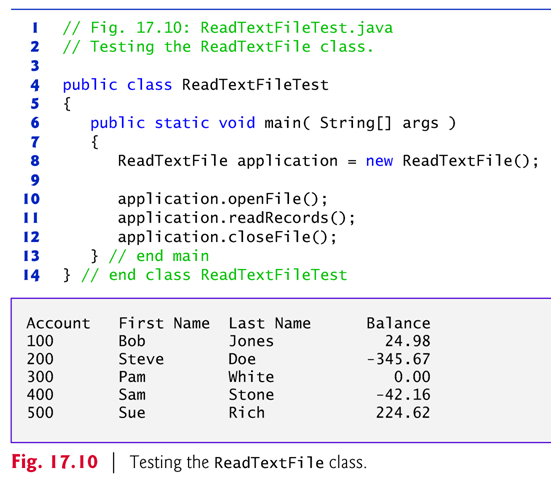 1 // Fig. 17.10: ReadTextFileTest.java
2 // Testing the ReadTextFile class.
3
4 public class ReadTextFileTest
5 {
6 public static void main( String[] args )
7 {
8 ReadTextFile application = new ReadTextFile();
9
10 application.openFile();
11 application.readRecords();
12 application.closeFile();
13 } // end main
14 } // end class ReadTextFileTest
Account First Name Last Name Balance
100 Bob Jones 24.98
200 Steve Doe -345.67
300 Pam White 0.00
400 Sam Stone -42.16
500 Sue Rich 224.62
Fig. 17.10 | Testing the ReadTextFile class.